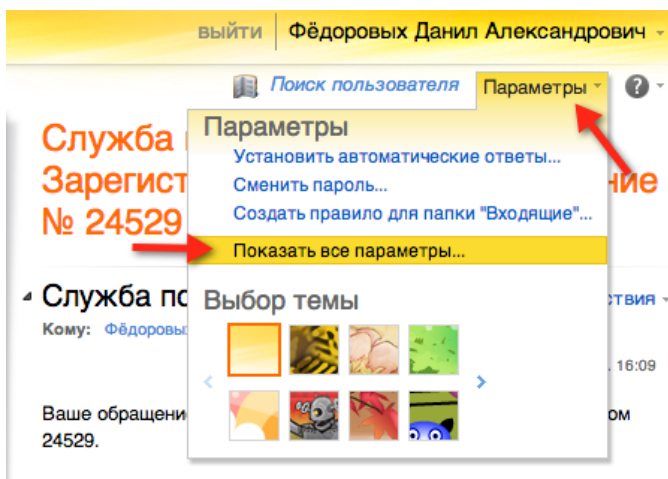 выйти Фёдоровых Данил Александрович
Поиск пользователя Параметры ?
Служба
Параметры
Установить автоматические ответы...
Зарегист ние
Сменить пароль...
№ 24529
Создать правило для папки "Входящие"...
Показать все параметры...
Служба по
Выбор темы
ствия
Кому: Фёдоровых
16:09
Ваше обращени ом
24529.